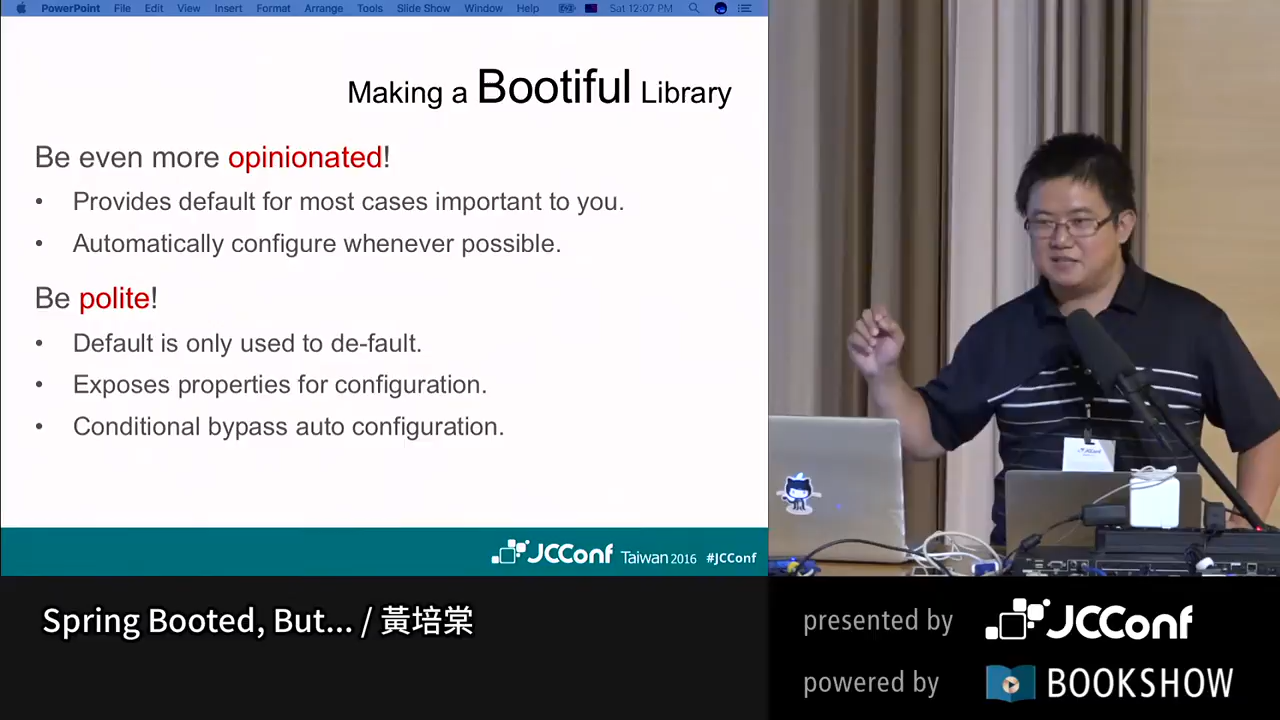 PowerPoint File Edit View Insert Format Arrange Tools Slide Show Window Help Sat 12:07 PM
Making a Bootiful Library
Be even more opinionated!
• Provides default for most cases important to you.
• Automatically configure whenever possible.
Be polite!
• Default is only used to de-fault.
• Exposes properties for configuration.
• Conditional bypass auto configuration.
JCConf Taiwan 2016 #JCConf
JCConf
Spring Booted, But... / 黃培棠
presented by JCConf
powered by BOOKSHOW